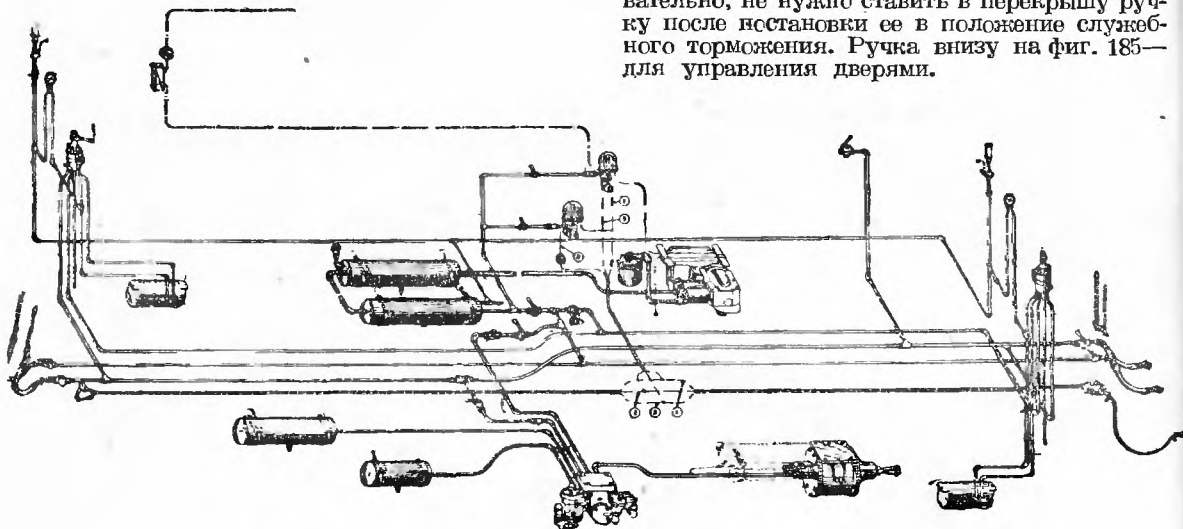 вательно, не нужно ставить в перекрышу руч-
ку после постановки ее в положение служеб-
ного торможения. Ручка внизу на фиг. 185—
для управления дверями.